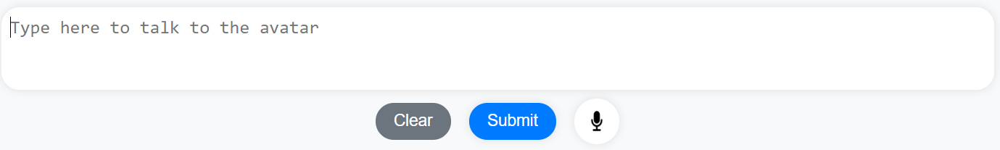 Type here to talk to the avatar
Clear Submit